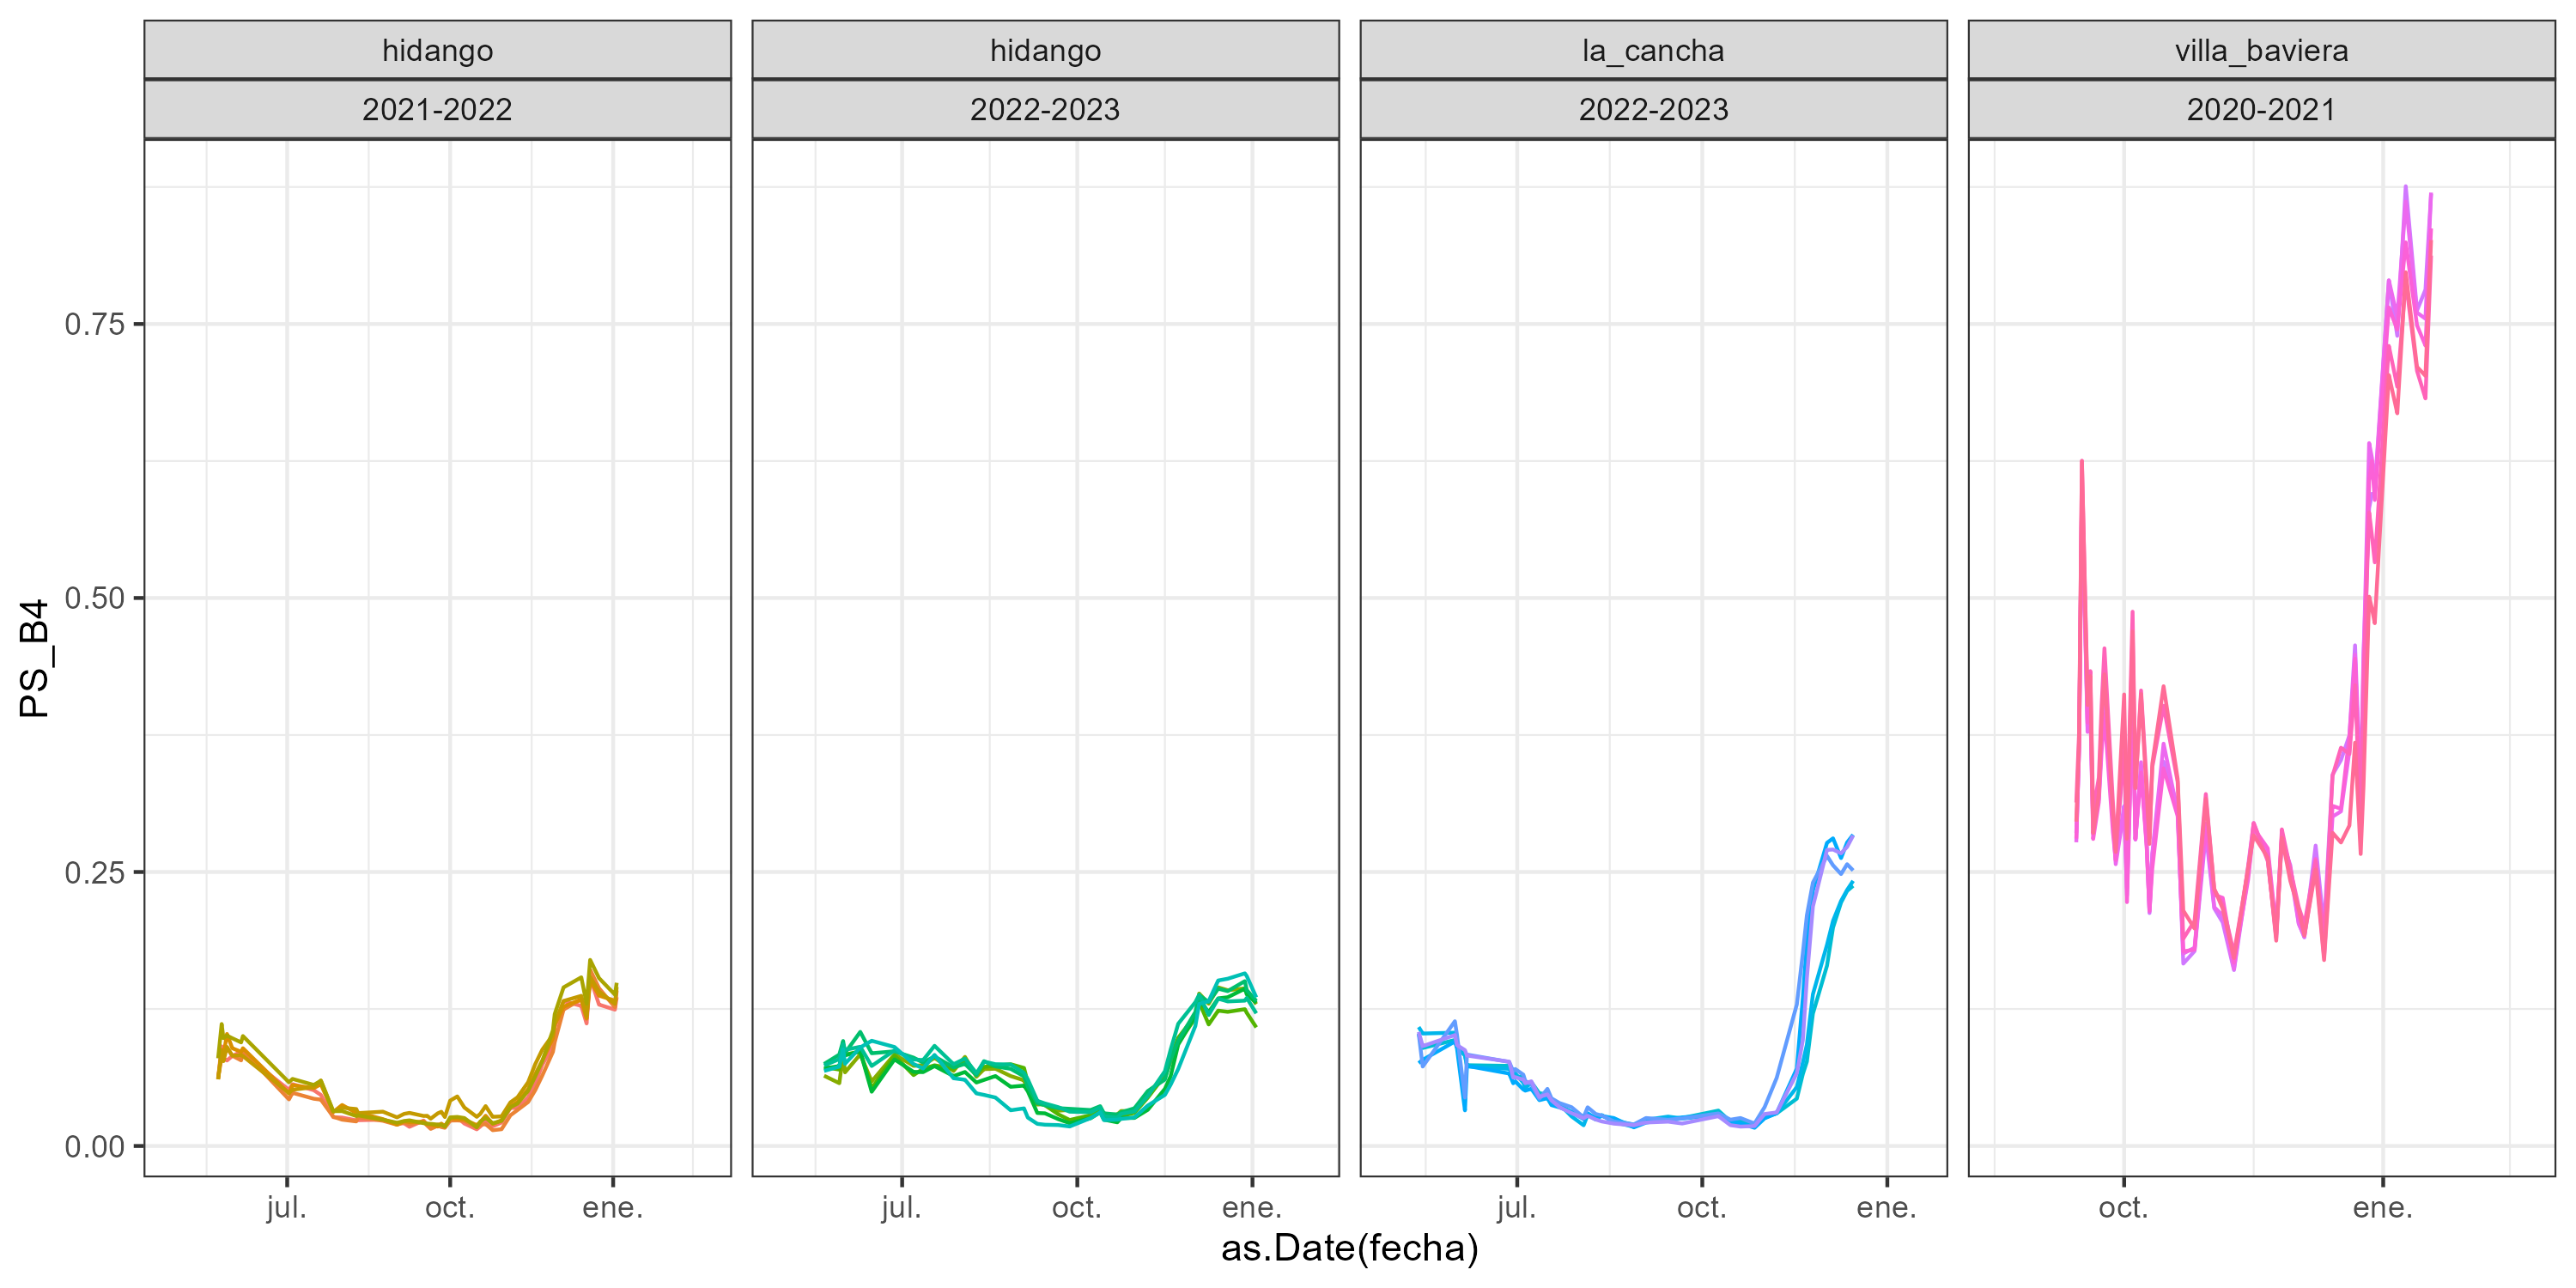 hidango
hidango
la_cancha
villa_baviera
2021-2022
2022-2023
2022-2023
2020-2021
PS_B4
0.75
0.50
0.25
0.00
jul.
oct.
ene.
jul.
oct.
ene.
jul.
oct.
ene.
oct.
ene.
as.Date(fecha)